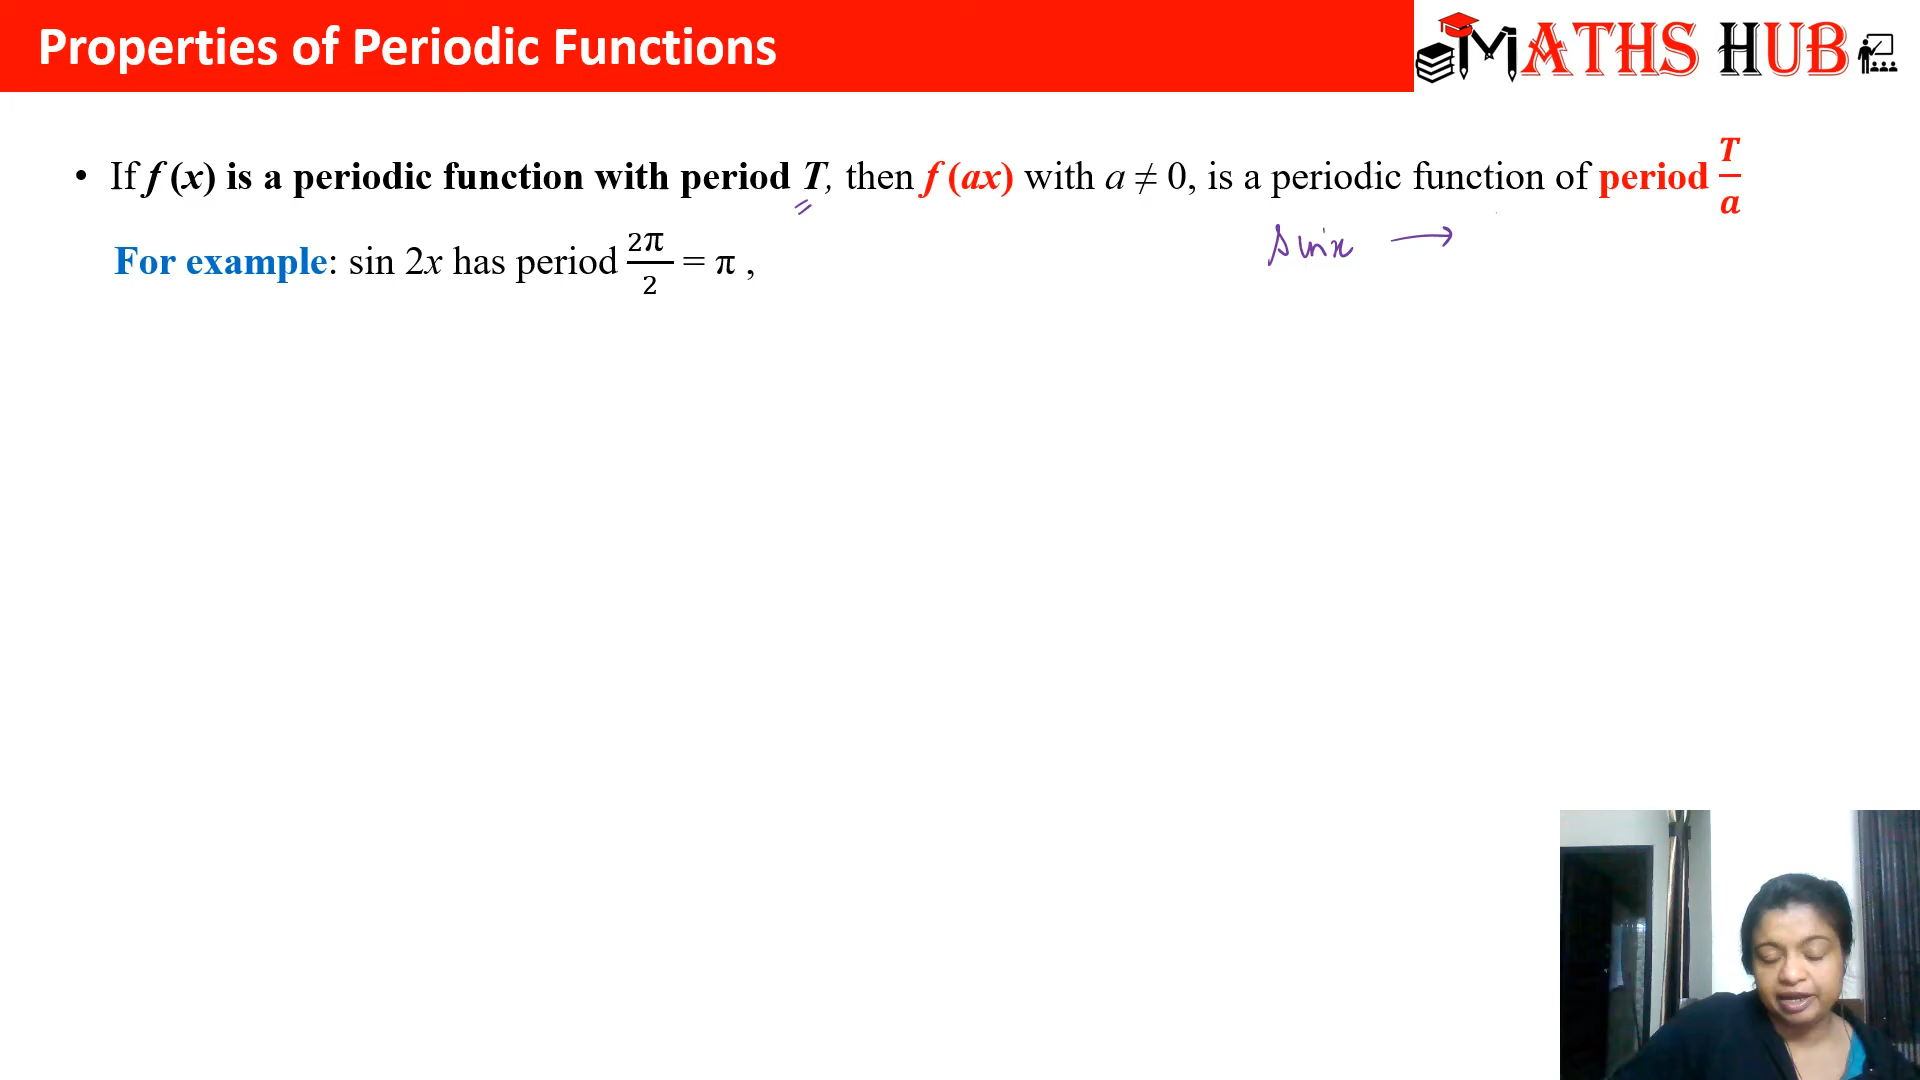 Properties of Periodic Functions
MATHS HUB
• If f (x) is a periodic function with period T, then f (ax) with a ≠ 0, is a periodic function of period T/a
sin x →
For example: sin 2x has period 2π/2 = π ,